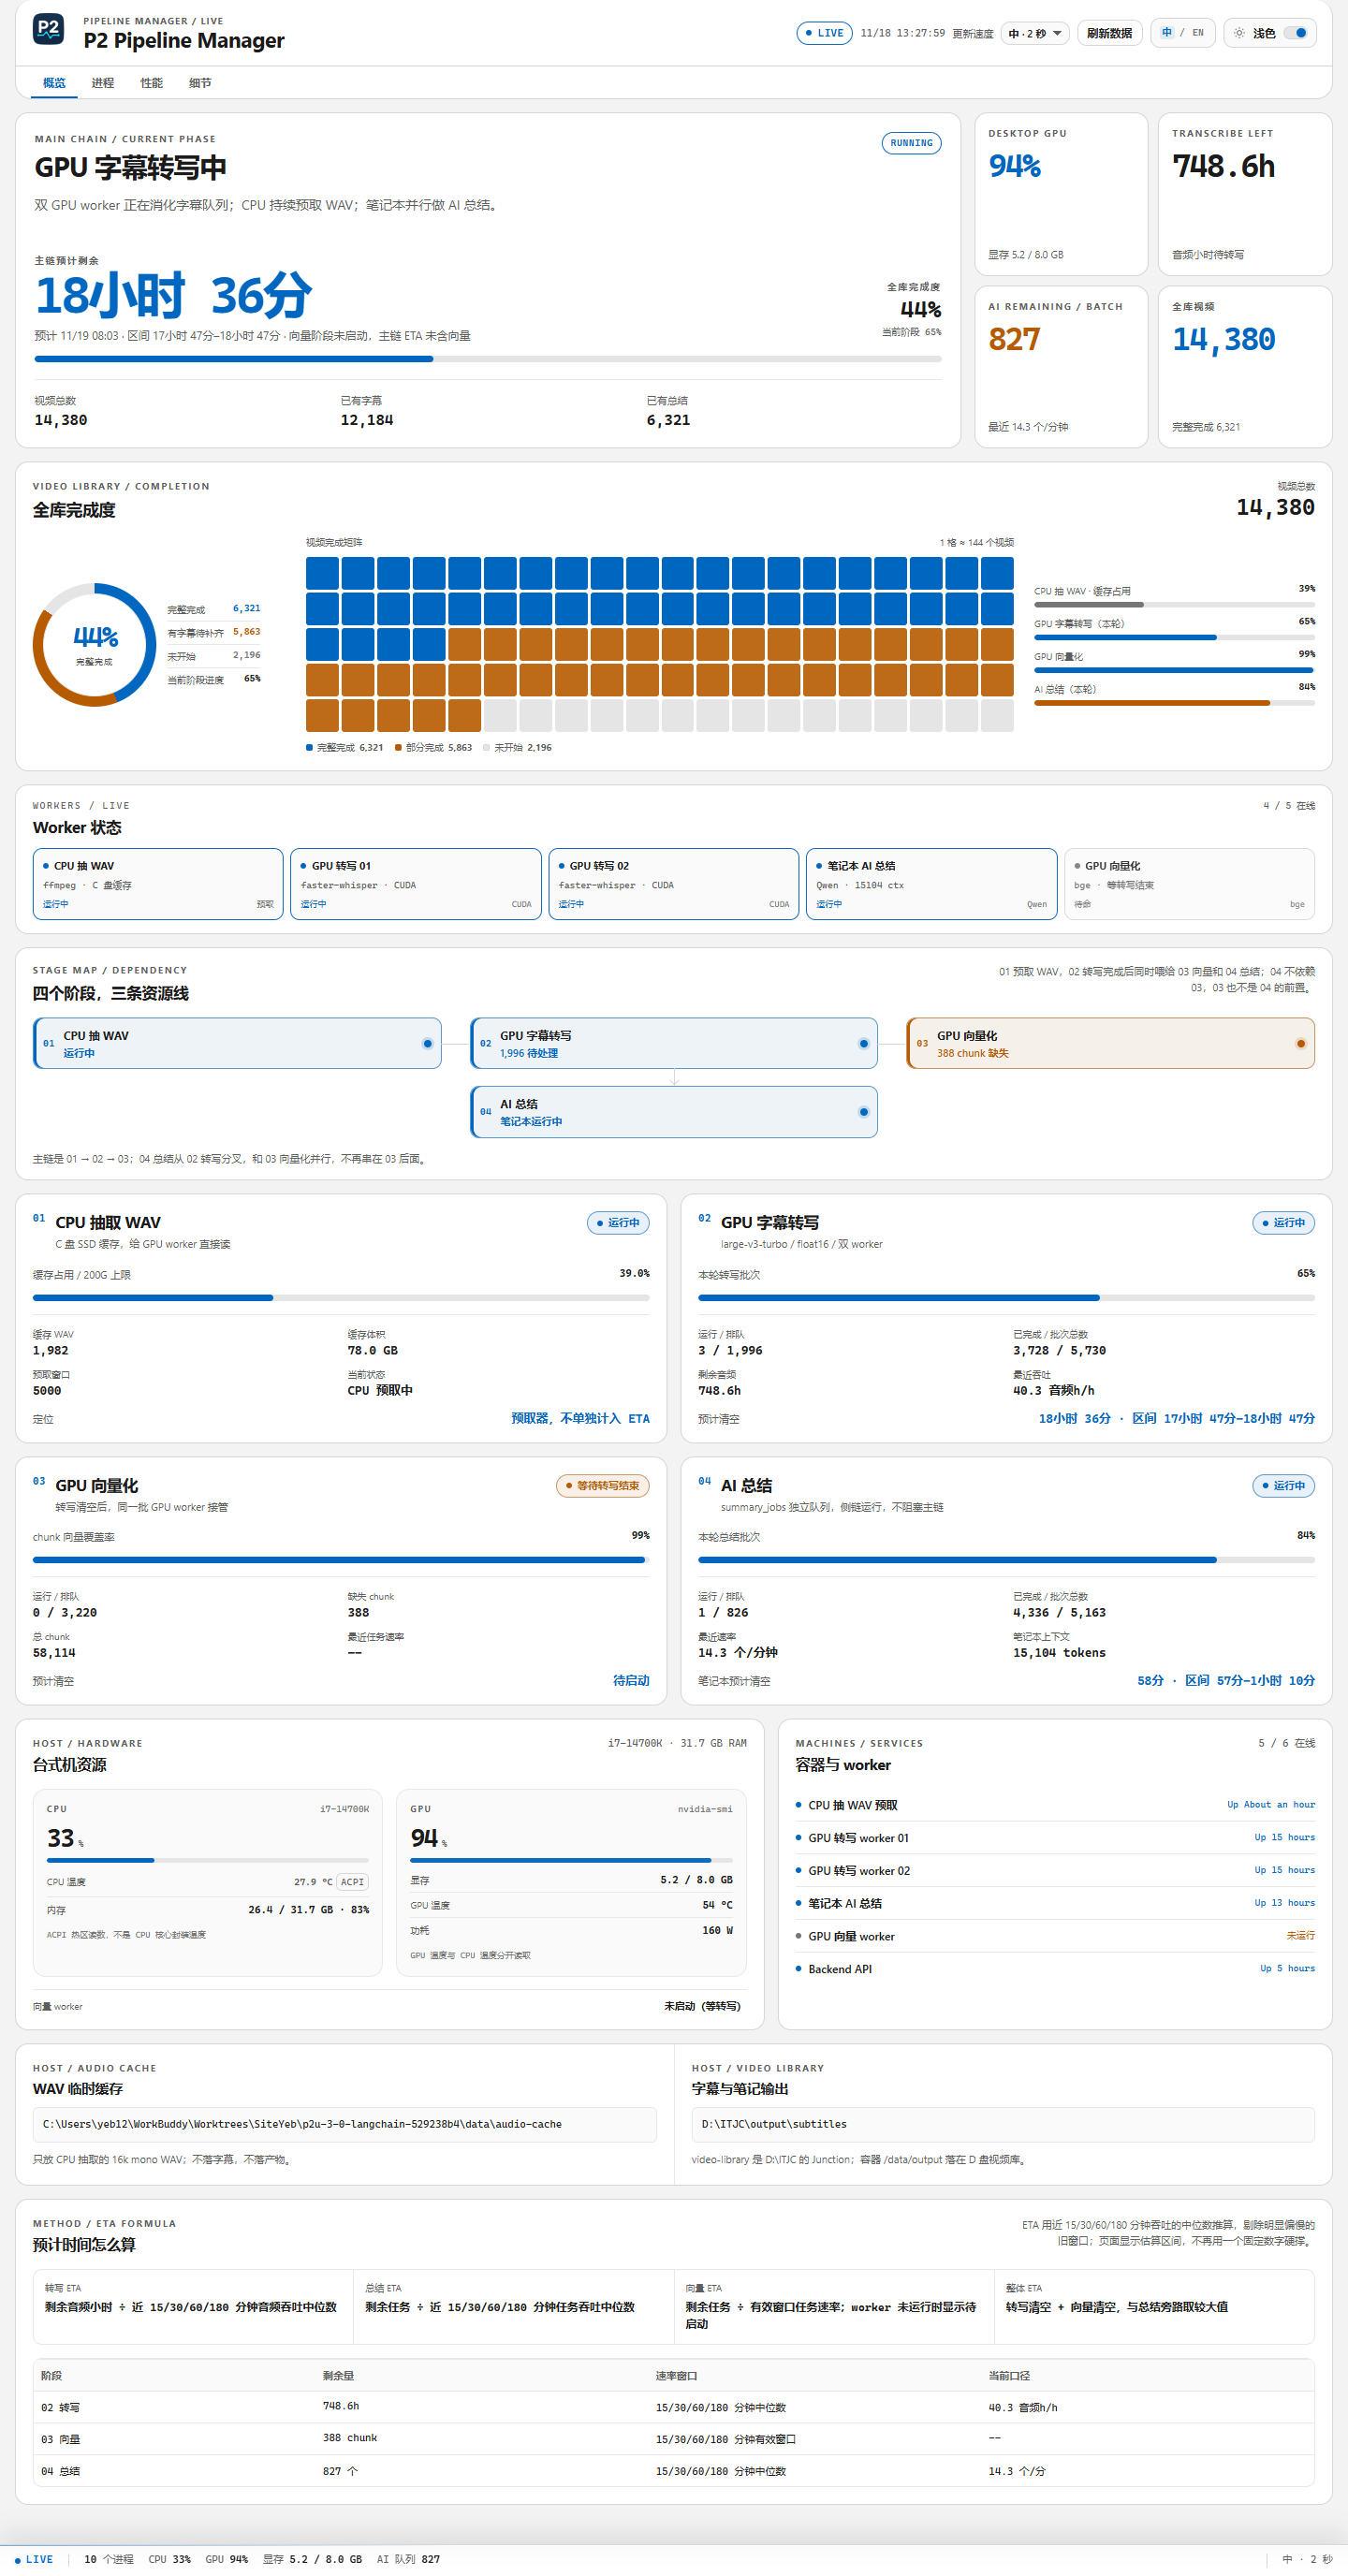 P2
PIPELINE MANAGER / LIVE
P2 Pipeline Manager
LIVE
11/18 13:27:59
更新速度
中 · 2 秒
刷新数据
中 / EN
浅色
概览
进程
性能
细节
MAIN CHAIN / CURRENT PHASE
RUNNING
GPU 字幕转写中
双 GPU worker 正在消化字幕队列；CPU 持续预取 WAV；笔记本并行做 AI 总结。
主链预计剩余
18小时 36分
预计 11/19 08:03 · 区间 17小时 47分–18小时 47分 · 向量阶段未启动，主链 ETA 未含向量
全库完成度
44%
当前阶段 65%
视频总数
14,380
已有字幕
12,184
已有总结
6,321
DESKTOP GPU
94%
显存 5.2 / 8.0 GB
TRANSCRIBE LEFT
748.6h
音频小时待转写
AI REMAINING / BATCH
827
最近 14.3 个/分钟
全库视频
14,380
完整完成 6,321
VIDEO LIBRARY / COMPLETION
全库完成度
视频总数
14,380
44%
完整完成
完整完成 6,321
有字幕待补齐 5,863
未开始 2,196
当前阶段进度 65%
视频完成矩阵
1 格 ≈ 144 个视频
完整完成 6,321
部分完成 5,863
未开始 2,196
CPU 抽 WAV · 缓存占用 39%
GPU 字幕转写（本轮） 65%
GPU 向量化 99%
AI 总结（本轮） 84%
WORKERS / LIVE
Worker 状态
4 / 5 在线
CPU 抽 WAV
ffmpeg · C 盘缓存
运行中 预取
GPU 转写 01
faster-whisper · CUDA
运行中 CUDA
GPU 转写 02
faster-whisper · CUDA
运行中 CUDA
笔记本 AI 总结
Qwen · 15104 ctx
运行中 Qwen
GPU 向量化
bge · 等转写结束
待命 bge
STAGE MAP / DEPENDENCY
四个阶段，三条资源线
01 预取 WAV，02 转写完成后同时喂给 03 向量和 04 总结；04 不依赖
03，03 也不是 04 的前置。
01 CPU 抽 WAV
运行中
02 GPU 字幕转写
1,996 待处理
03 GPU 向量化
388 chunk 缺失
04 AI 总结
笔记本运行中
主链是 01 → 02 → 03；04 总结从 02 转写分叉，和 03 向量化并行，不再串在 03 后面。
01 CPU 抽取 WAV
运行中
C 盘 SSD 缓存，给 GPU worker 直接读
缓存占用 / 200G 上限 39.0%
缓存 WAV
1,982
缓存体积
78.0 GB
预取窗口
5000
当前状态
CPU 预取中
定位 预取器，不单独计入 ETA
02 GPU 字幕转写
运行中
large-v3-turbo / float16 / 双 worker
本轮转写批次 65%
运行 / 排队
3 / 1,996
已完成 / 批次总数
3,728 / 5,730
剩余音频
748.6h
最近吞吐
40.3 音频h/h
预计清空 18小时 36分 · 区间 17小时 47分–18小时 47分
03 GPU 向量化
等待转写结束
转写清空后，同一批 GPU worker 接管
chunk 向量覆盖率 99%
运行 / 排队
0 / 3,220
缺失 chunk
388
总 chunk
58,114
最近任务速率
——
预计清空 待启动
04 AI 总结
运行中
summary_jobs 独立队列，侧链运行，不阻塞主链
本轮总结批次 84%
运行 / 排队
1 / 826
已完成 / 批次总数
4,336 / 5,163
最近速率
14.3 个/分钟
笔记本上下文
15,104 tokens
笔记本预计清空 58分 · 区间 57分–1小时 10分
HOST / HARDWARE
台式机资源
i7-14700K · 31.7 GB RAM
CPU i7-14700K
33 %
CPU 温度 27.9 °C ACPI
内存 26.4 / 31.7 GB · 83%
ACPI 热区读数，不是 CPU 核心封装温度
GPU nvidia-smi
94 %
显存 5.2 / 8.0 GB
GPU 温度 54 °C
功耗 160 W
GPU 温度与 CPU 温度分开读取
向量 worker 未启动（等转写）
MACHINES / SERVICES
容器与 worker
5 / 6 在线
CPU 抽 WAV 预取 Up About an hour
GPU 转写 worker 01 Up 15 hours
GPU 转写 worker 02 Up 15 hours
笔记本 AI 总结 Up 13 hours
GPU 向量 worker 未运行
Backend API Up 5 hours
HOST / AUDIO CACHE
WAV 临时缓存
C:\Users\yeb12\WorkBuddy\Worktrees\SiteYeb\p2u-3-0-langchain-529238b4\data\audio-cache
只放 CPU 抽取的 16k mono WAV；不落字幕，不落产物。
HOST / VIDEO LIBRARY
字幕与笔记输出
D:\ITJC\output\subtitles
video-library 是 D:\ITJC 的 Junction；容器 /data/output 落在 D 盘视频库。
METHOD / ETA FORMULA
预计时间怎么算
ETA 用近 15/30/60/180 分钟吞吐的中位数推算，剔除明显偏慢的
旧窗口；页面显示估算区间，不再用一个固定数字硬撑。
转写 ETA
剩余音频小时 ÷ 近 15/30/60/180 分钟音频吞吐中位数
总结 ETA
剩余任务 ÷ 近 15/30/60/180 分钟任务吞吐中位数
向量 ETA
剩余任务 ÷ 有效窗口任务速率；worker 未运行时显示待
启动
整体 ETA
转写清空 + 向量清空，与总结旁路取较大值
阶段 剩余量 速率窗口 当前口径
02 转写 748.6h 15/30/60/180 分钟中位数 40.3 音频h/h
03 向量 388 chunk 15/30/60/180 分钟有效窗口 ——
04 总结 827 个 15/30/60/180 分钟中位数 14.3 个/分
LIVE 10 个进程 CPU 33% GPU 94% 显存 5.2 / 8.0 GB AI 队列 827 中 · 2 秒